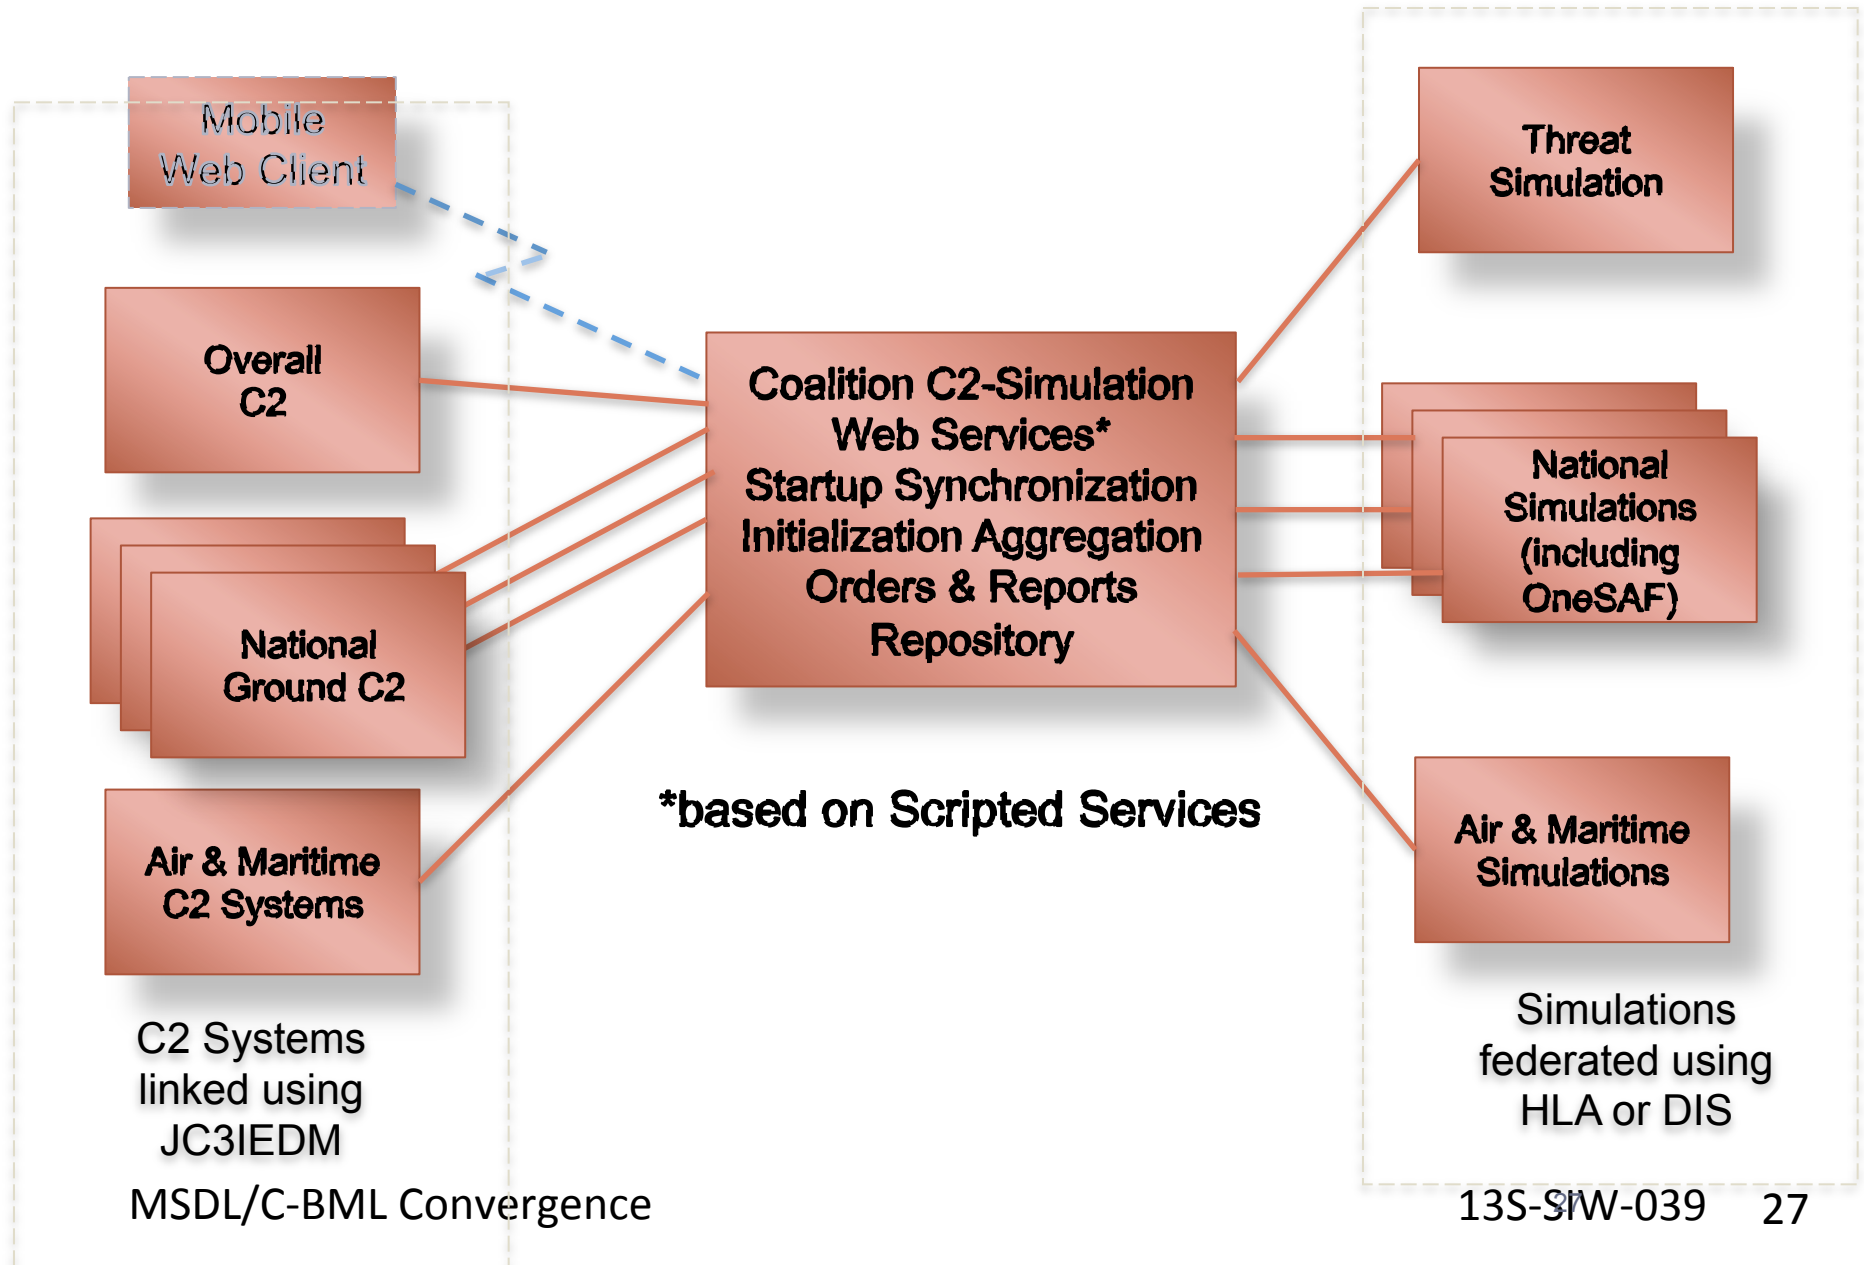 Mobile
Web Client
Overall
C2
National
Ground C2
Air & Maritime
C2 Systems
C2 Systems
linked using
JC3IEDM
Coalition C2-Simulation
Web Services*
Startup Synchronization
Initialization Aggregation
Orders & Reports
Repository
*based on Scripted Services
Threat
Simulation
National
Simulations
(including
OneSAF)
Air & Maritime
Simulations
Simulations
federated using
HLA or DIS
MSDL/C-BML Convergence
13S-SIW-039
27
27